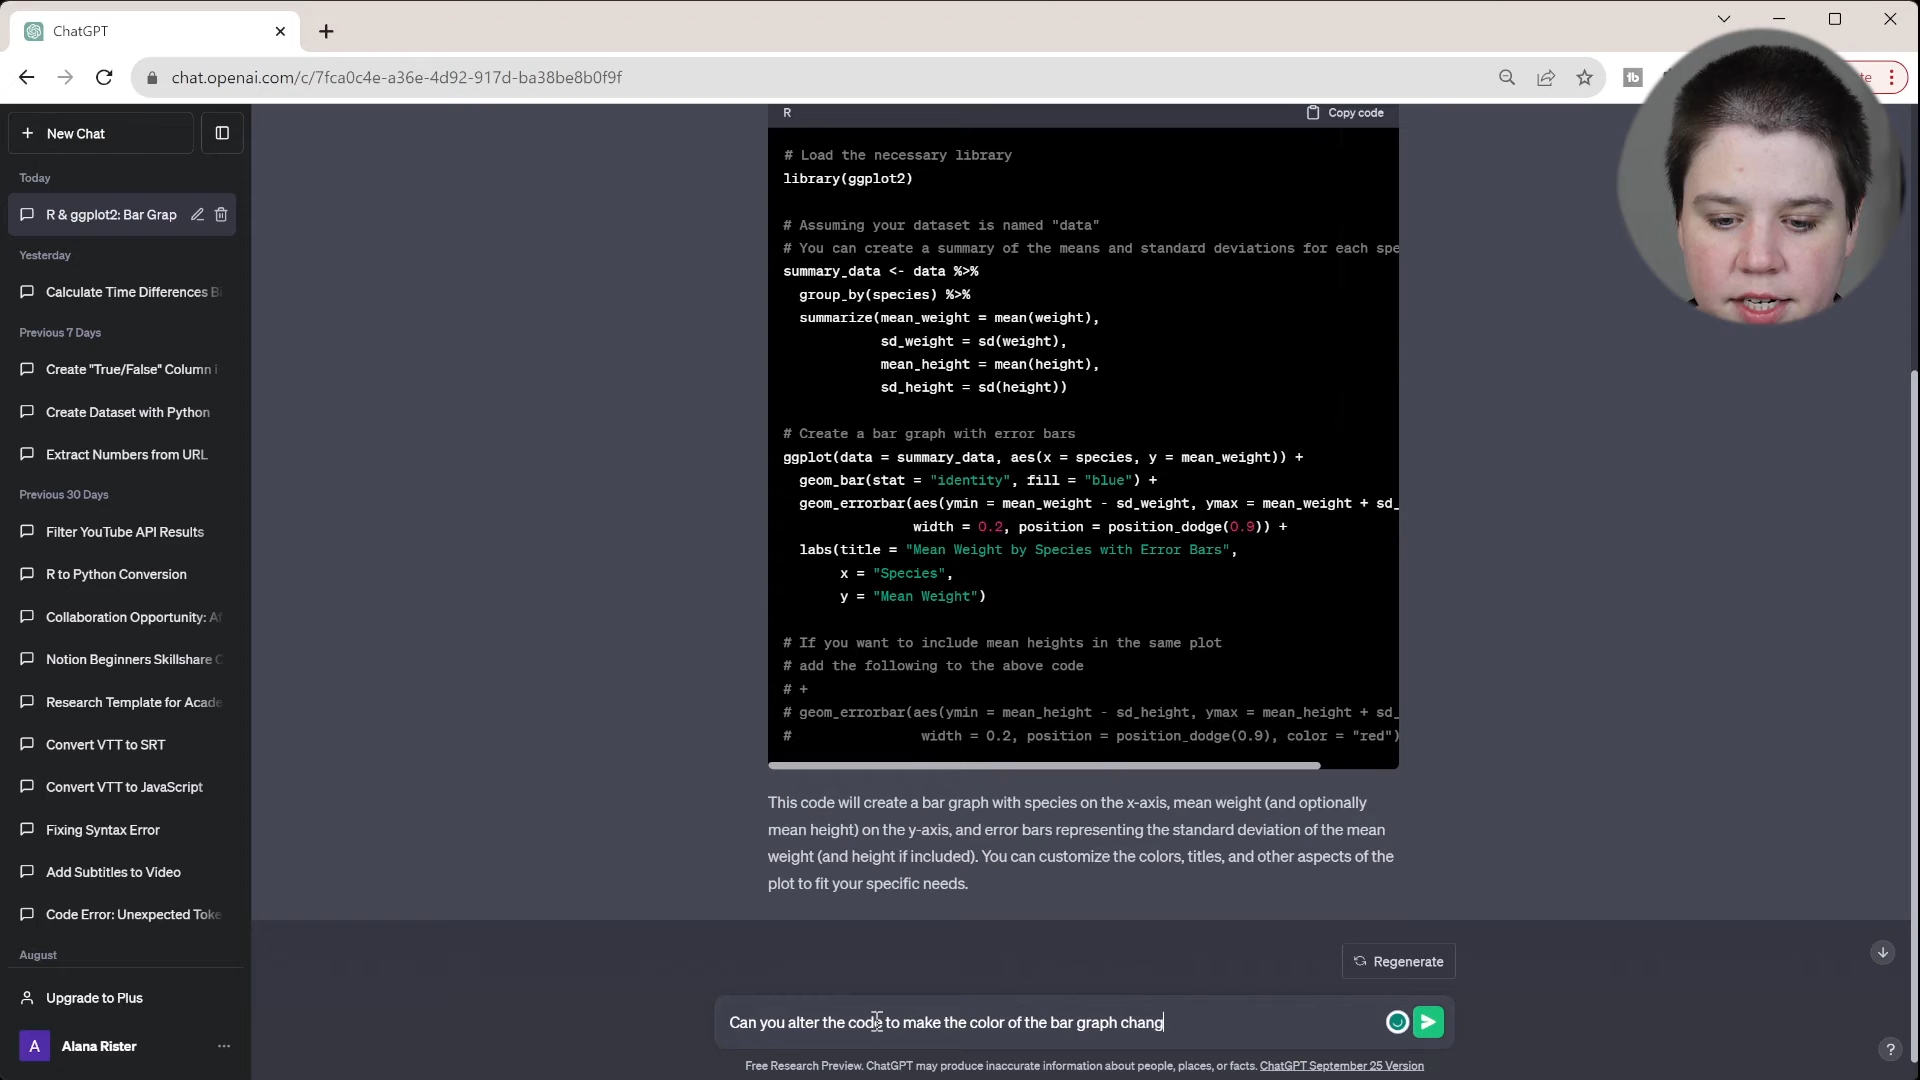 ChatGPT
chat.openai.com/c/7fca0c4e-a36e-4d92-917d-ba38be8b0f9f
tb
New Chat
Today
R & ggplot2: Bar Grap
Yesterday
Calculate Time Differences B
Previous 7 Days
Create "True/False" Column i
Create Dataset with Python
Extract Numbers from URL
Previous 30 Days
Filter YouTube API Results
R to Python Conversion
Collaboration Opportunity: Af
Notion Beginners Skillshare C
Research Template for Acade
Convert VTT to SRT
Convert VTT to JavaScript
Fixing Syntax Error
Add Subtitles to Video
Code Error: Unexpected Toke
August
Upgrade to Plus
A Alana Rister
R Copy code
# Load the necessary library
library(ggplot2)
# Assuming your dataset is named "data"
# You can create a summary of the means and standard deviations for each spe
summary_data <- data %>%
group_by(species) %>%
summarize(mean_weight = mean(weight),
sd_weight = sd(weight),
mean_height = mean(height),
sd_height = sd(height))
# Create a bar graph with error bars
ggplot(data = summary_data, aes(x = species, y = mean_weight)) +
geom_bar(stat = "identity", fill = "blue") +
geom_errorbar(aes(ymin = mean_weight - sd_weight, ymax = mean_weight + sd_
width = 0.2, position = position_dodge(0.9)) +
labs(title = "Mean Weight by Species with Error Bars",
x = "Species",
y = "Mean Weight")
# If you want to include mean heights in the same plot
# add the following to the above code
# +
# geom_errorbar(aes(ymin = mean_height - sd_height, ymax = mean_height + sd_
# width = 0.2, position = position_dodge(0.9), color = "red")
This code will create a bar graph with species on the x-axis, mean weight (and optionally
mean height) on the y-axis, and error bars representing the standard deviation of the mean
weight (and height if included). You can customize the colors, titles, and other aspects of the
plot to fit your specific needs.
Regenerate
Can you alter the code to make the color of the bar graph chang
Free Research Preview. ChatGPT may produce inaccurate information about people, places, or facts. ChatGPT September 25 Version
?